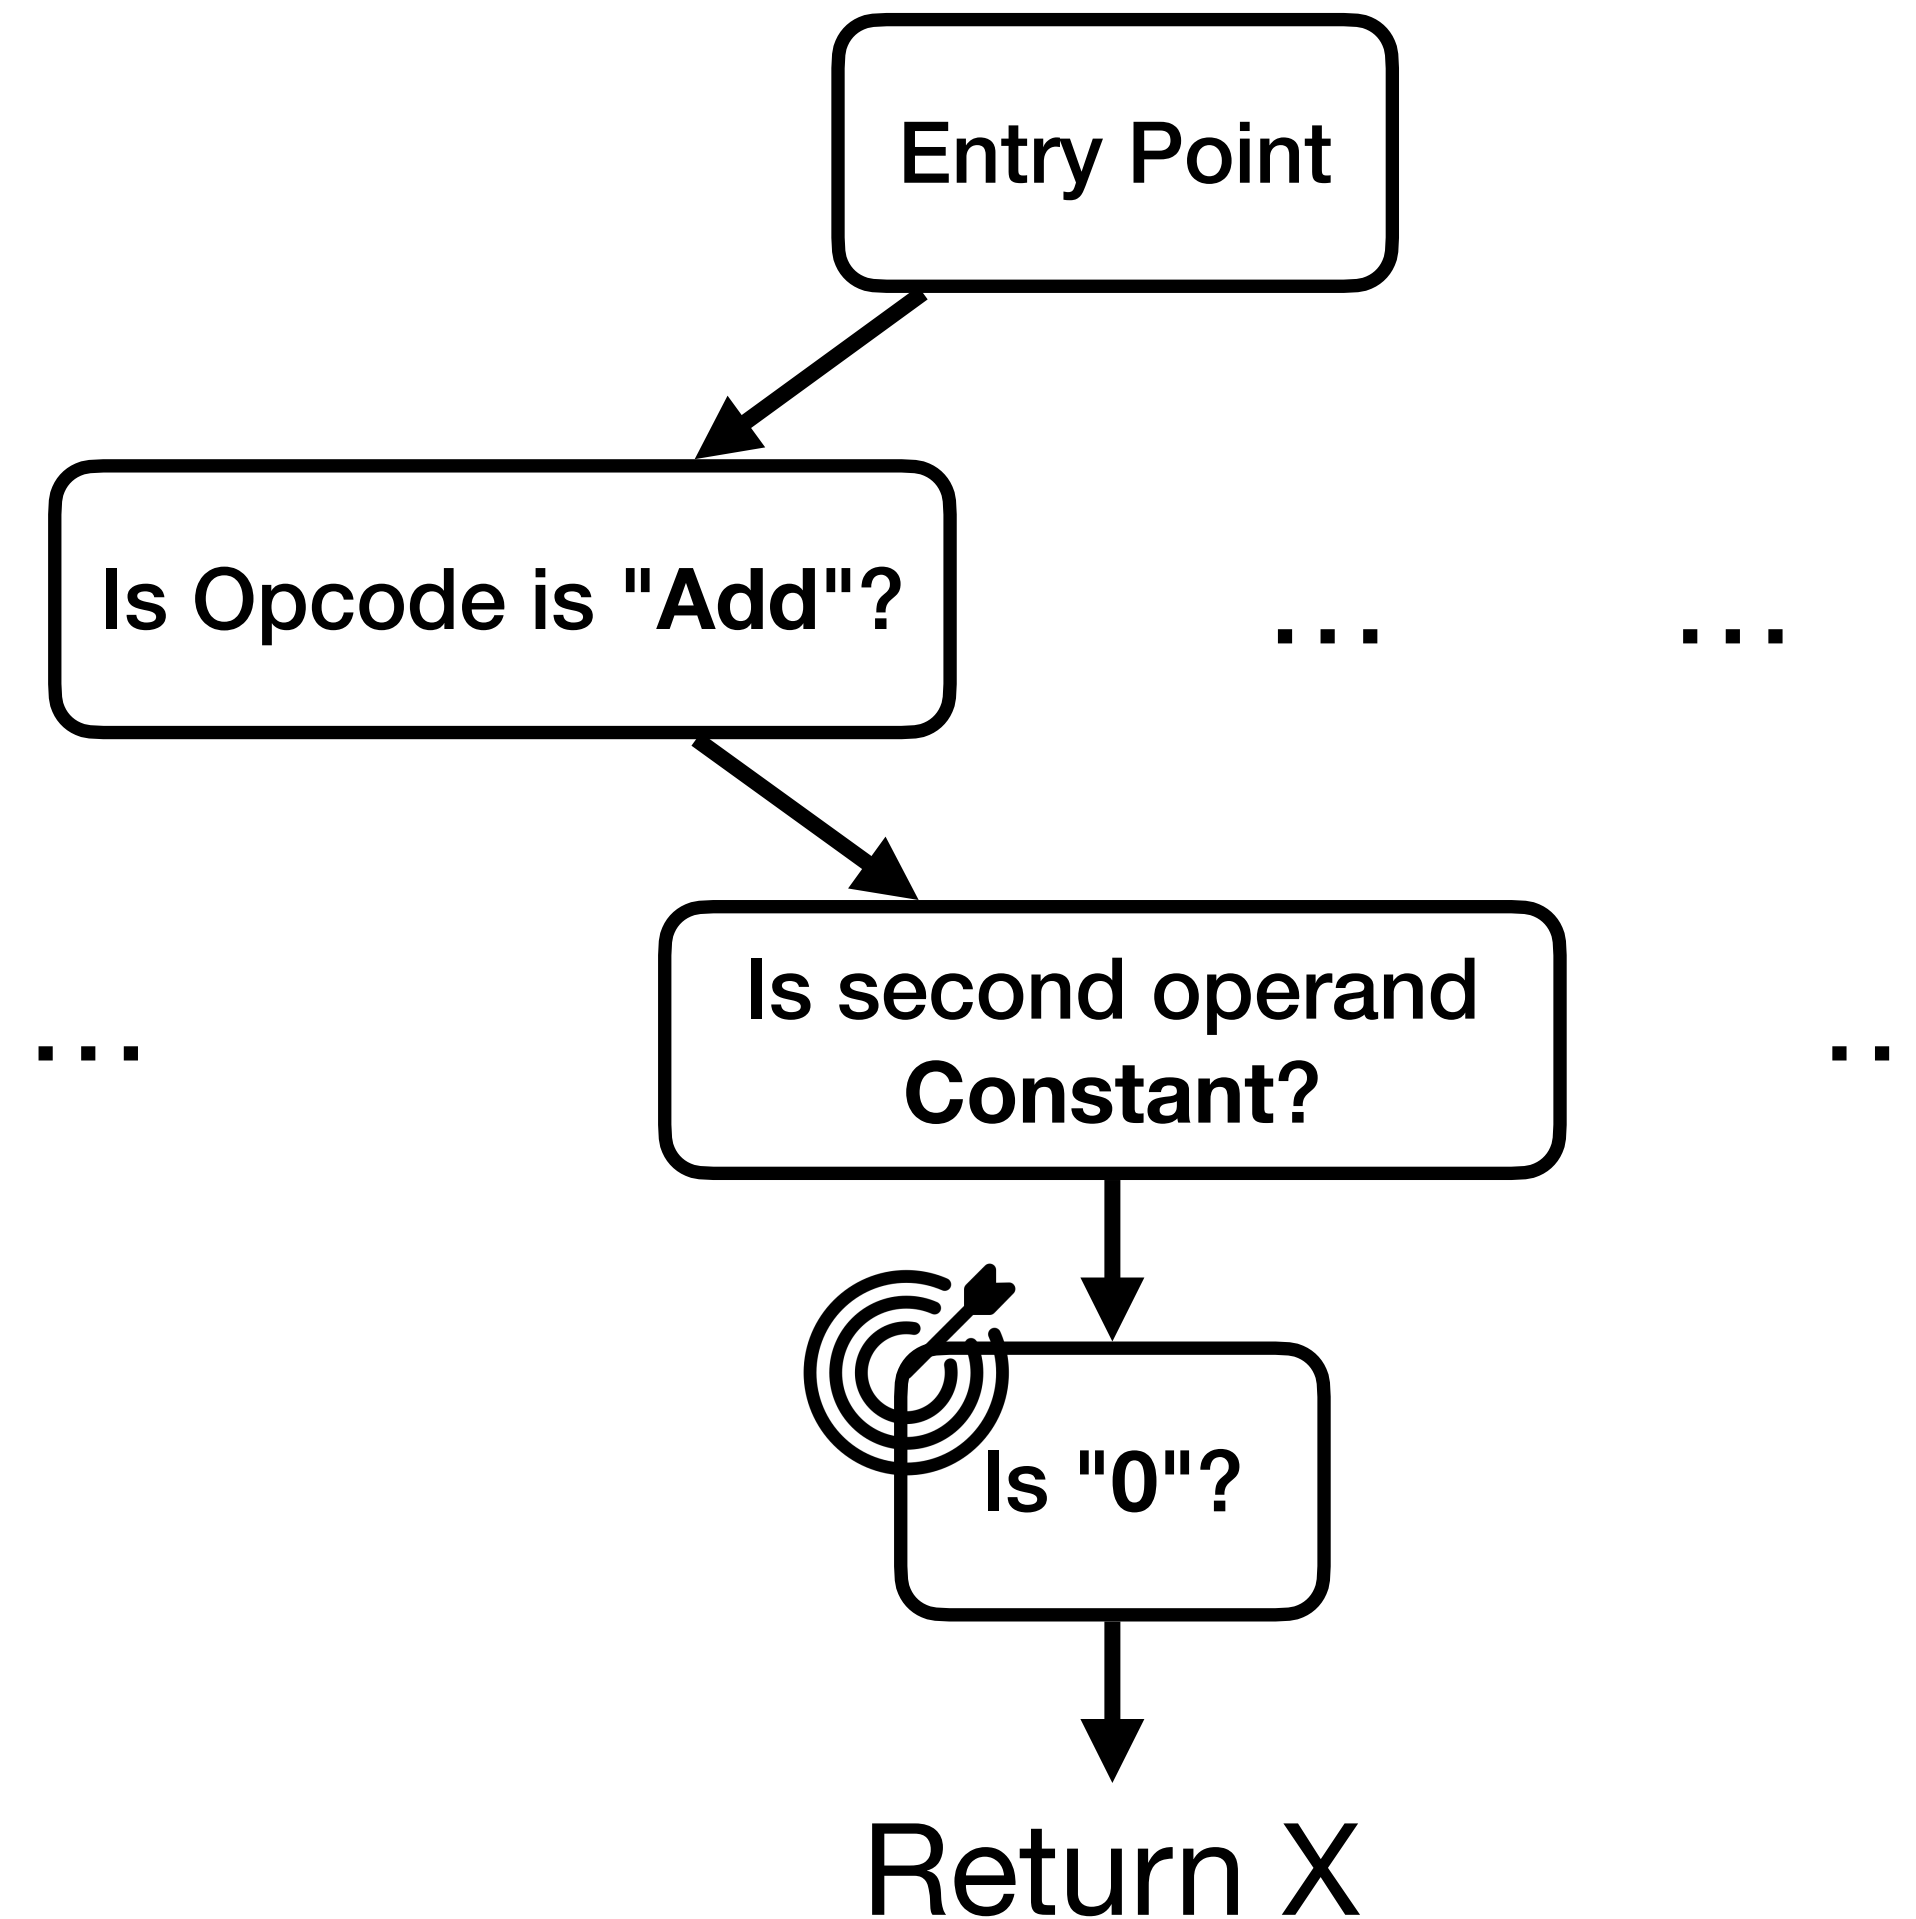 Entry Point
Is Opcode is "Add"?
... ...
Is second operand
Constant?
... ..
Is "0"?
Return X